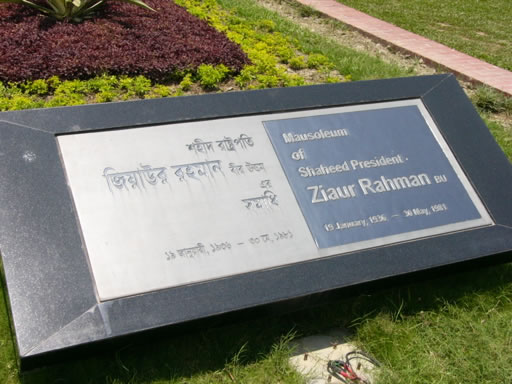 শহীদ রাষ্ট্রপতি
জিয়াউর রহমান বীর উত্তম
এর
সমাধি
১৯ জানুয়ারী, ১৯৩৬ – ৩০ মে, ১৯৮১
Mausoleum
of
Shaheed President
Ziaur Rahman BU
19 January, 1936 – 30 May, 1981